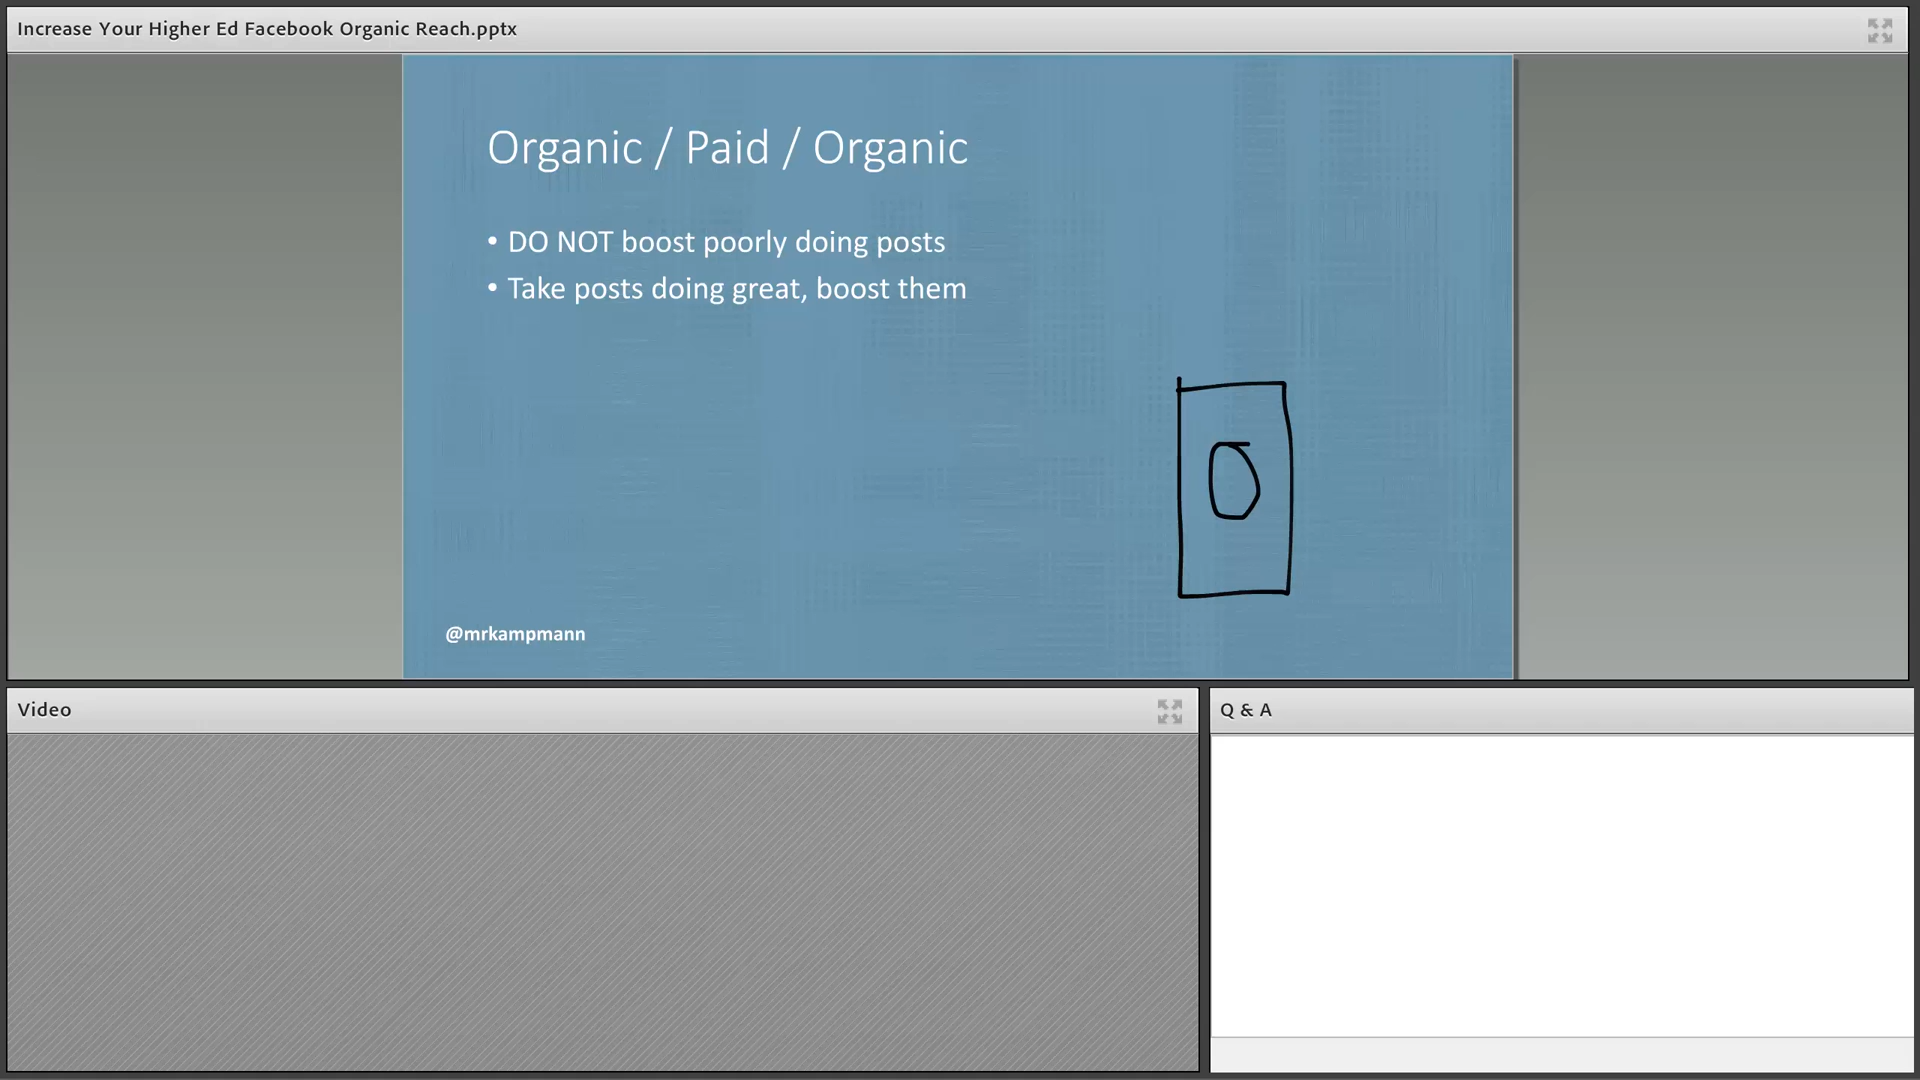 Increase Your Higher Ed Facebook Organic Reach.pptx
Organic / Paid / Organic
• DO NOT boost poorly doing posts
• Take posts doing great, boost them
O
@mrkampmann
Video
Q & A